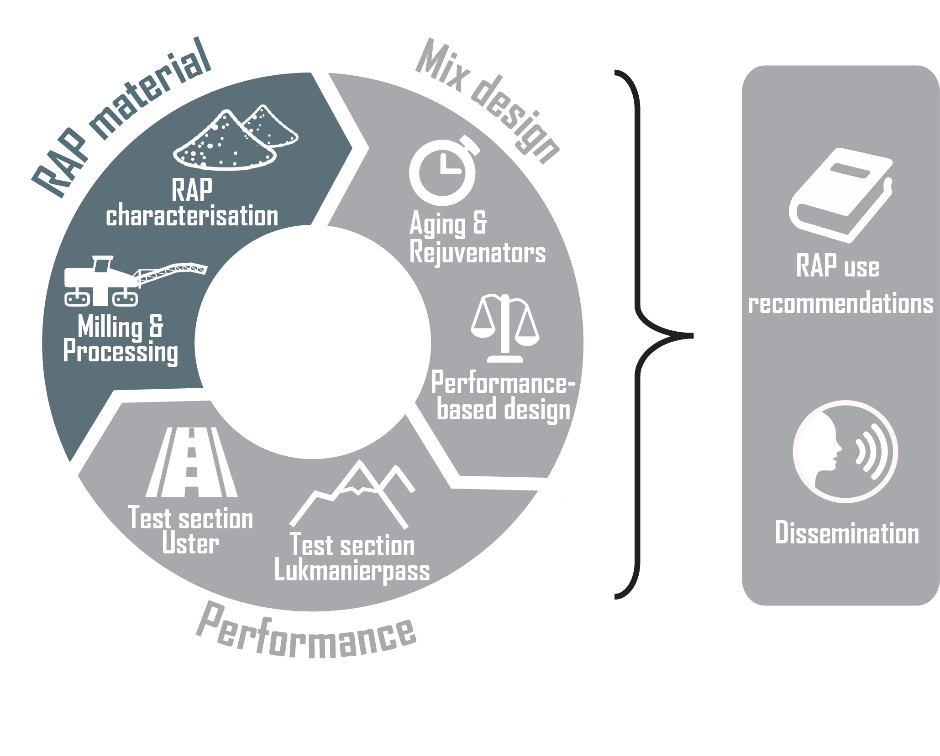 RAP material
RAP
characterisation
Milling &
Processing
Mix design
Aging &
Rejuvenators
Performance-
based design
Test section
Uster
Test section
Lukmanierpass
Performance
RAP use
recommendations
Dissemination